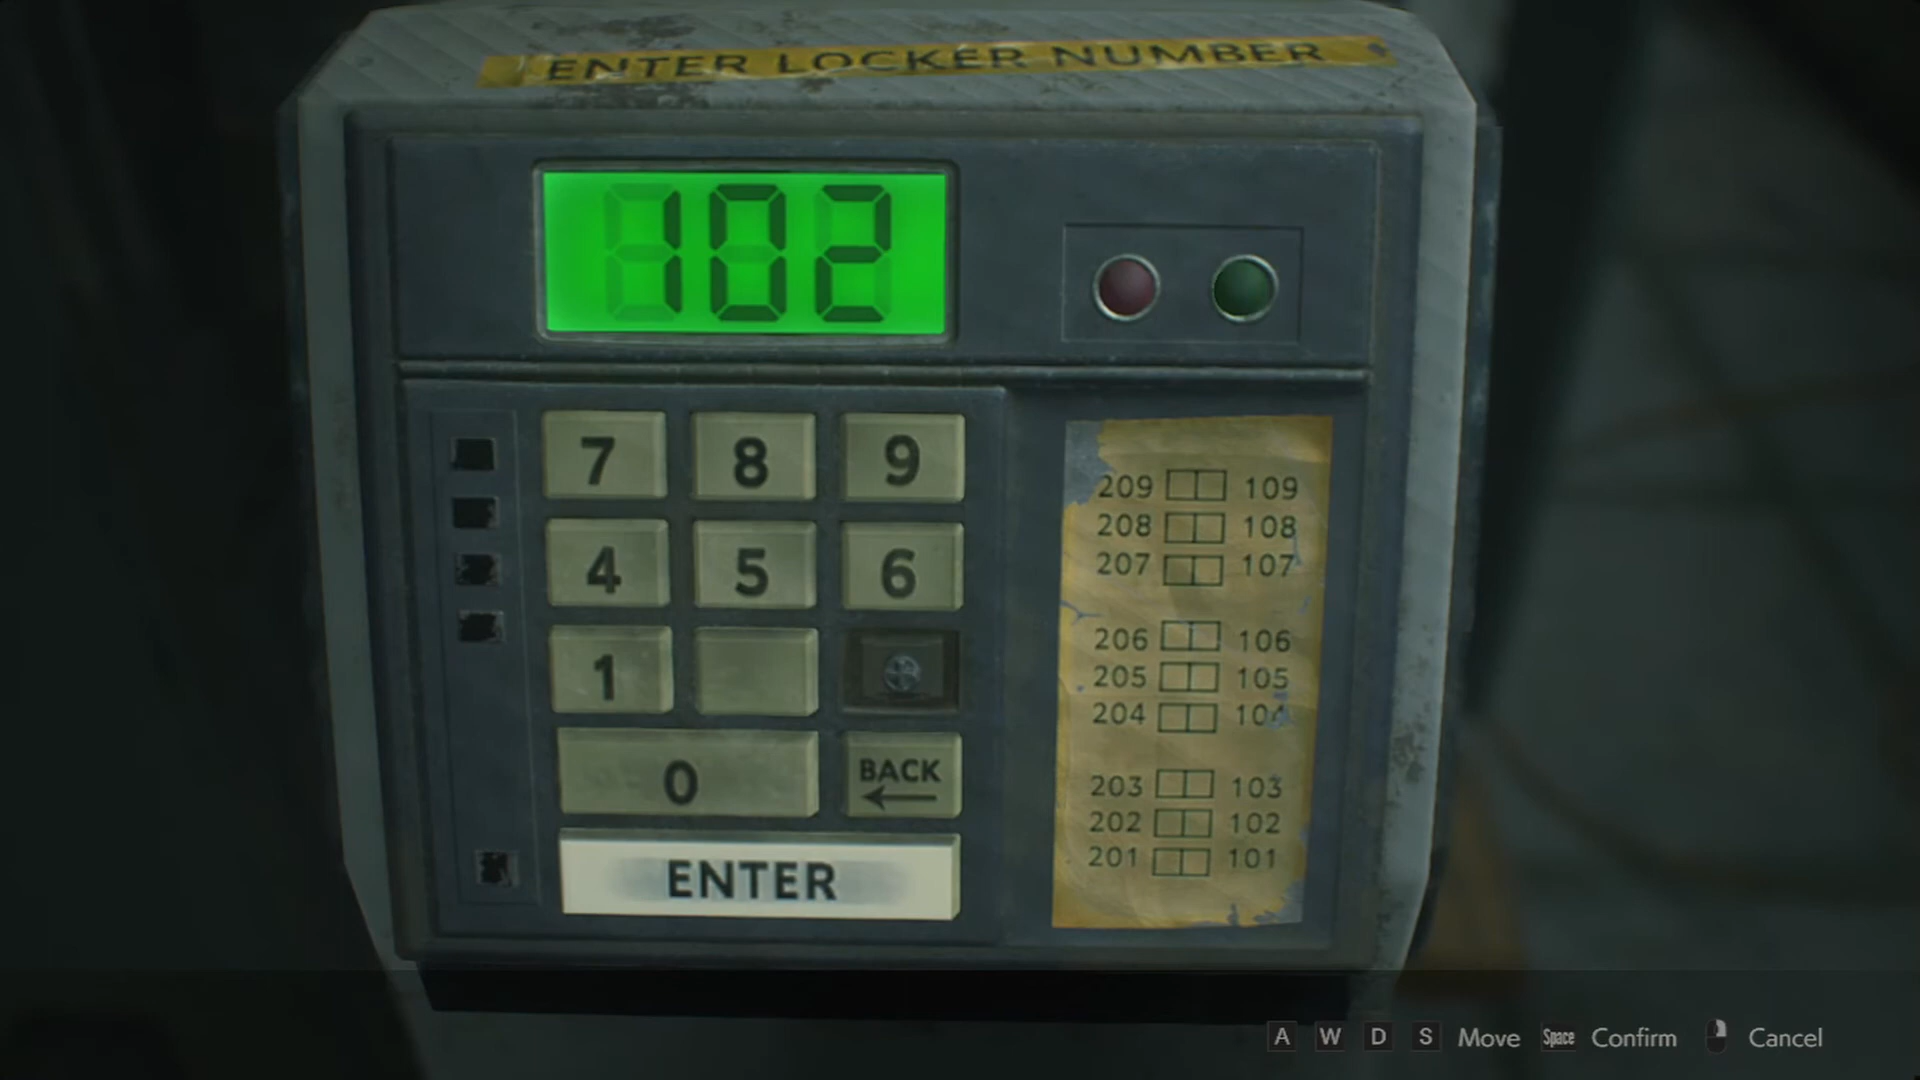 ENTER LOCKER NUMBER
102
7 8 9
4 5 6
1
0 BACK
ENTER
209 109
208 108
207 107
206 106
205 105
204 104
203 103
202 102
201 101
A W D S Move Space Confirm Cancel